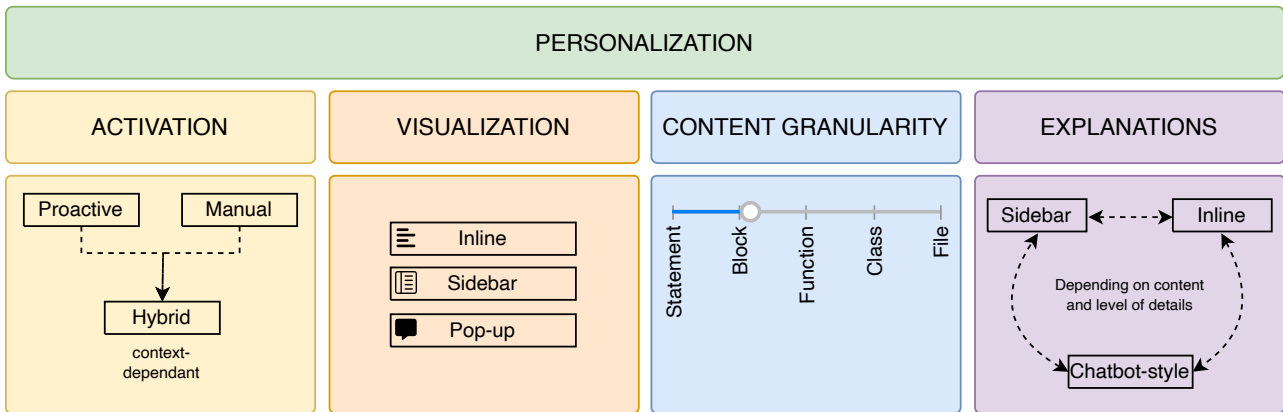 PERSONALIZATION
ACTIVATION
VISUALIZATION
CONTENT GRANULARITY
EXPLANATIONS
Proactive
Manual
Hybrid
context-
dependant
Inline
Sidebar
Pop-up
Statement
Block
Function
Class
File
Sidebar
Inline
Depending on content
and level of details
Chatbot-style